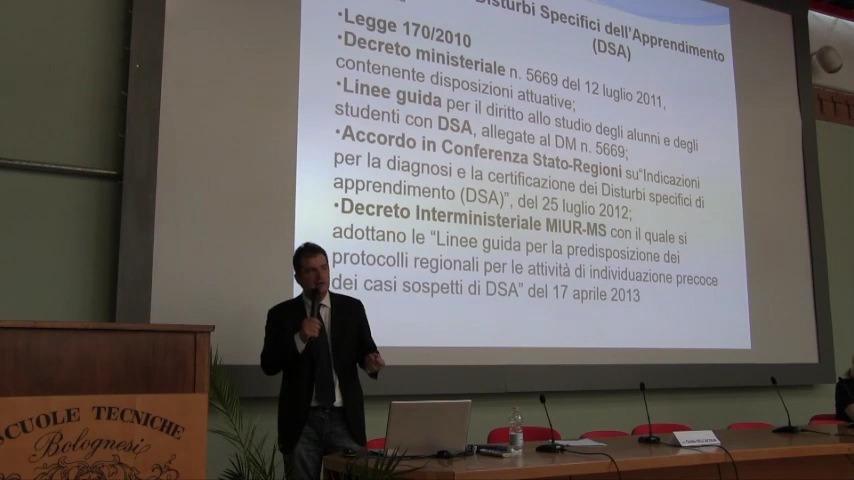 Disturbi Specifici dell'Apprendimento
(DSA)
•Legge 170/2010
•Decreto ministeriale n. 5669 del 12 luglio 2011,
contenente disposizioni attuative;
•Linee guida per il diritto allo studio degli alunni e degli
studenti con DSA, allegate al DM n. 5669;
•Accordo in Conferenza Stato-Regioni su"Indicazioni
per la diagnosi e la certificazione dei Disturbi specifici di
apprendimento (DSA)", del 25 luglio 2012;
•Decreto Interministeriale MIUR-MS con il quale si
adottano le "Linee guida per la predisposizione dei
protocolli regionali per le attività di individuazione precoce
dei casi sospetti di DSA" del 17 aprile 2013
SCUOLE TECNICHE
Bolognesi